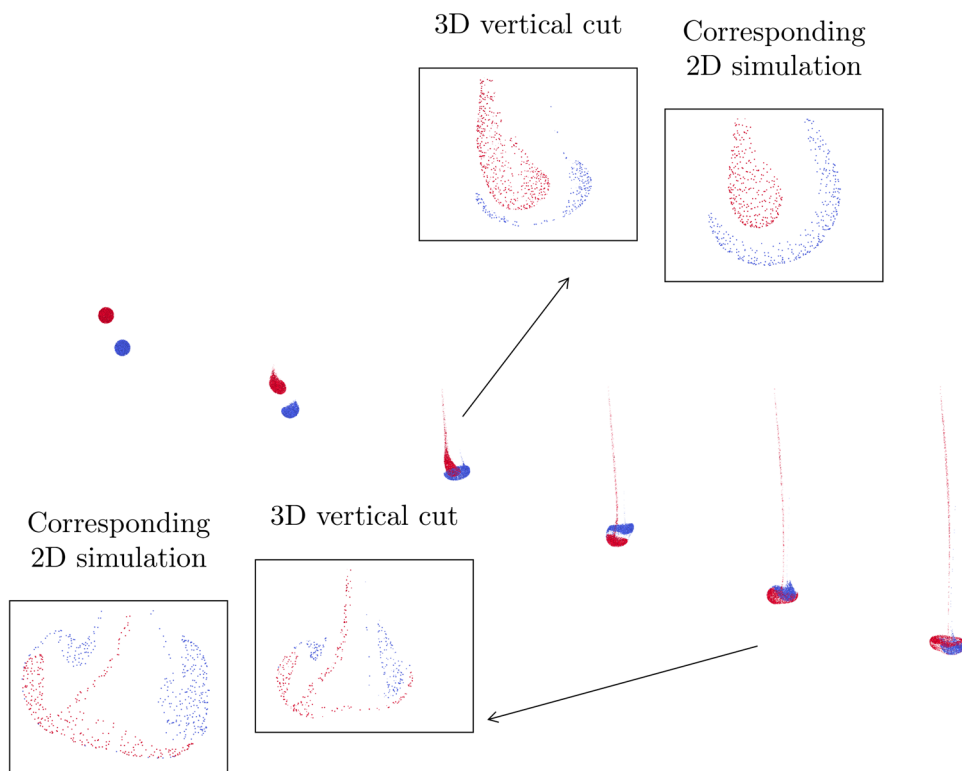 3D vertical cut
Corresponding
2D simulation
Corresponding
2D simulation
3D vertical cut